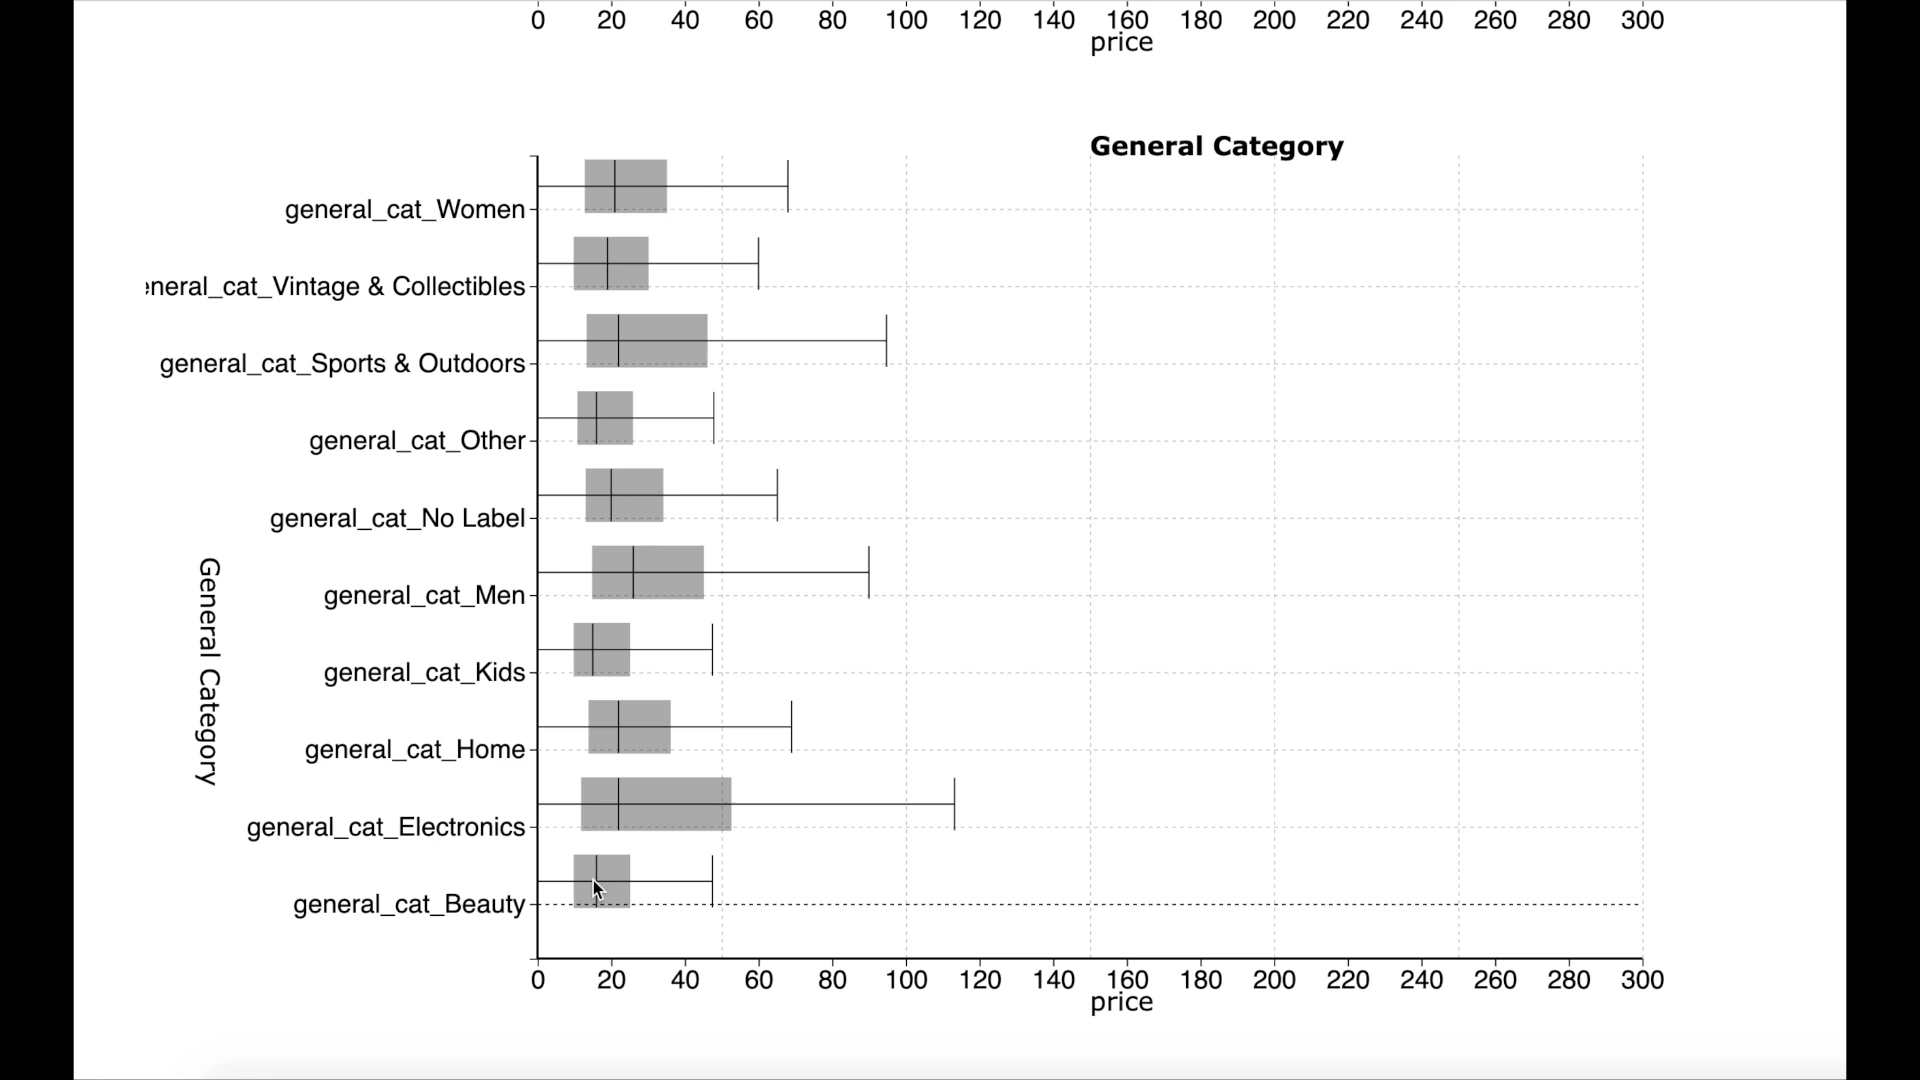 0 20 40 60 80 100 120 140 160 180 200 220 240 260 280 300
price
General Category
general_cat_Women
eneral_cat_Vintage & Collectibles
general_cat_Sports & Outdoors
general_cat_Other
general_cat_No Label
general_cat_Men
general_cat_Kids
general_cat_Home
general_cat_Electronics
general_cat_Beauty
General Category
0 20 40 60 80 100 120 140 160 180 200 220 240 260 280 300
price